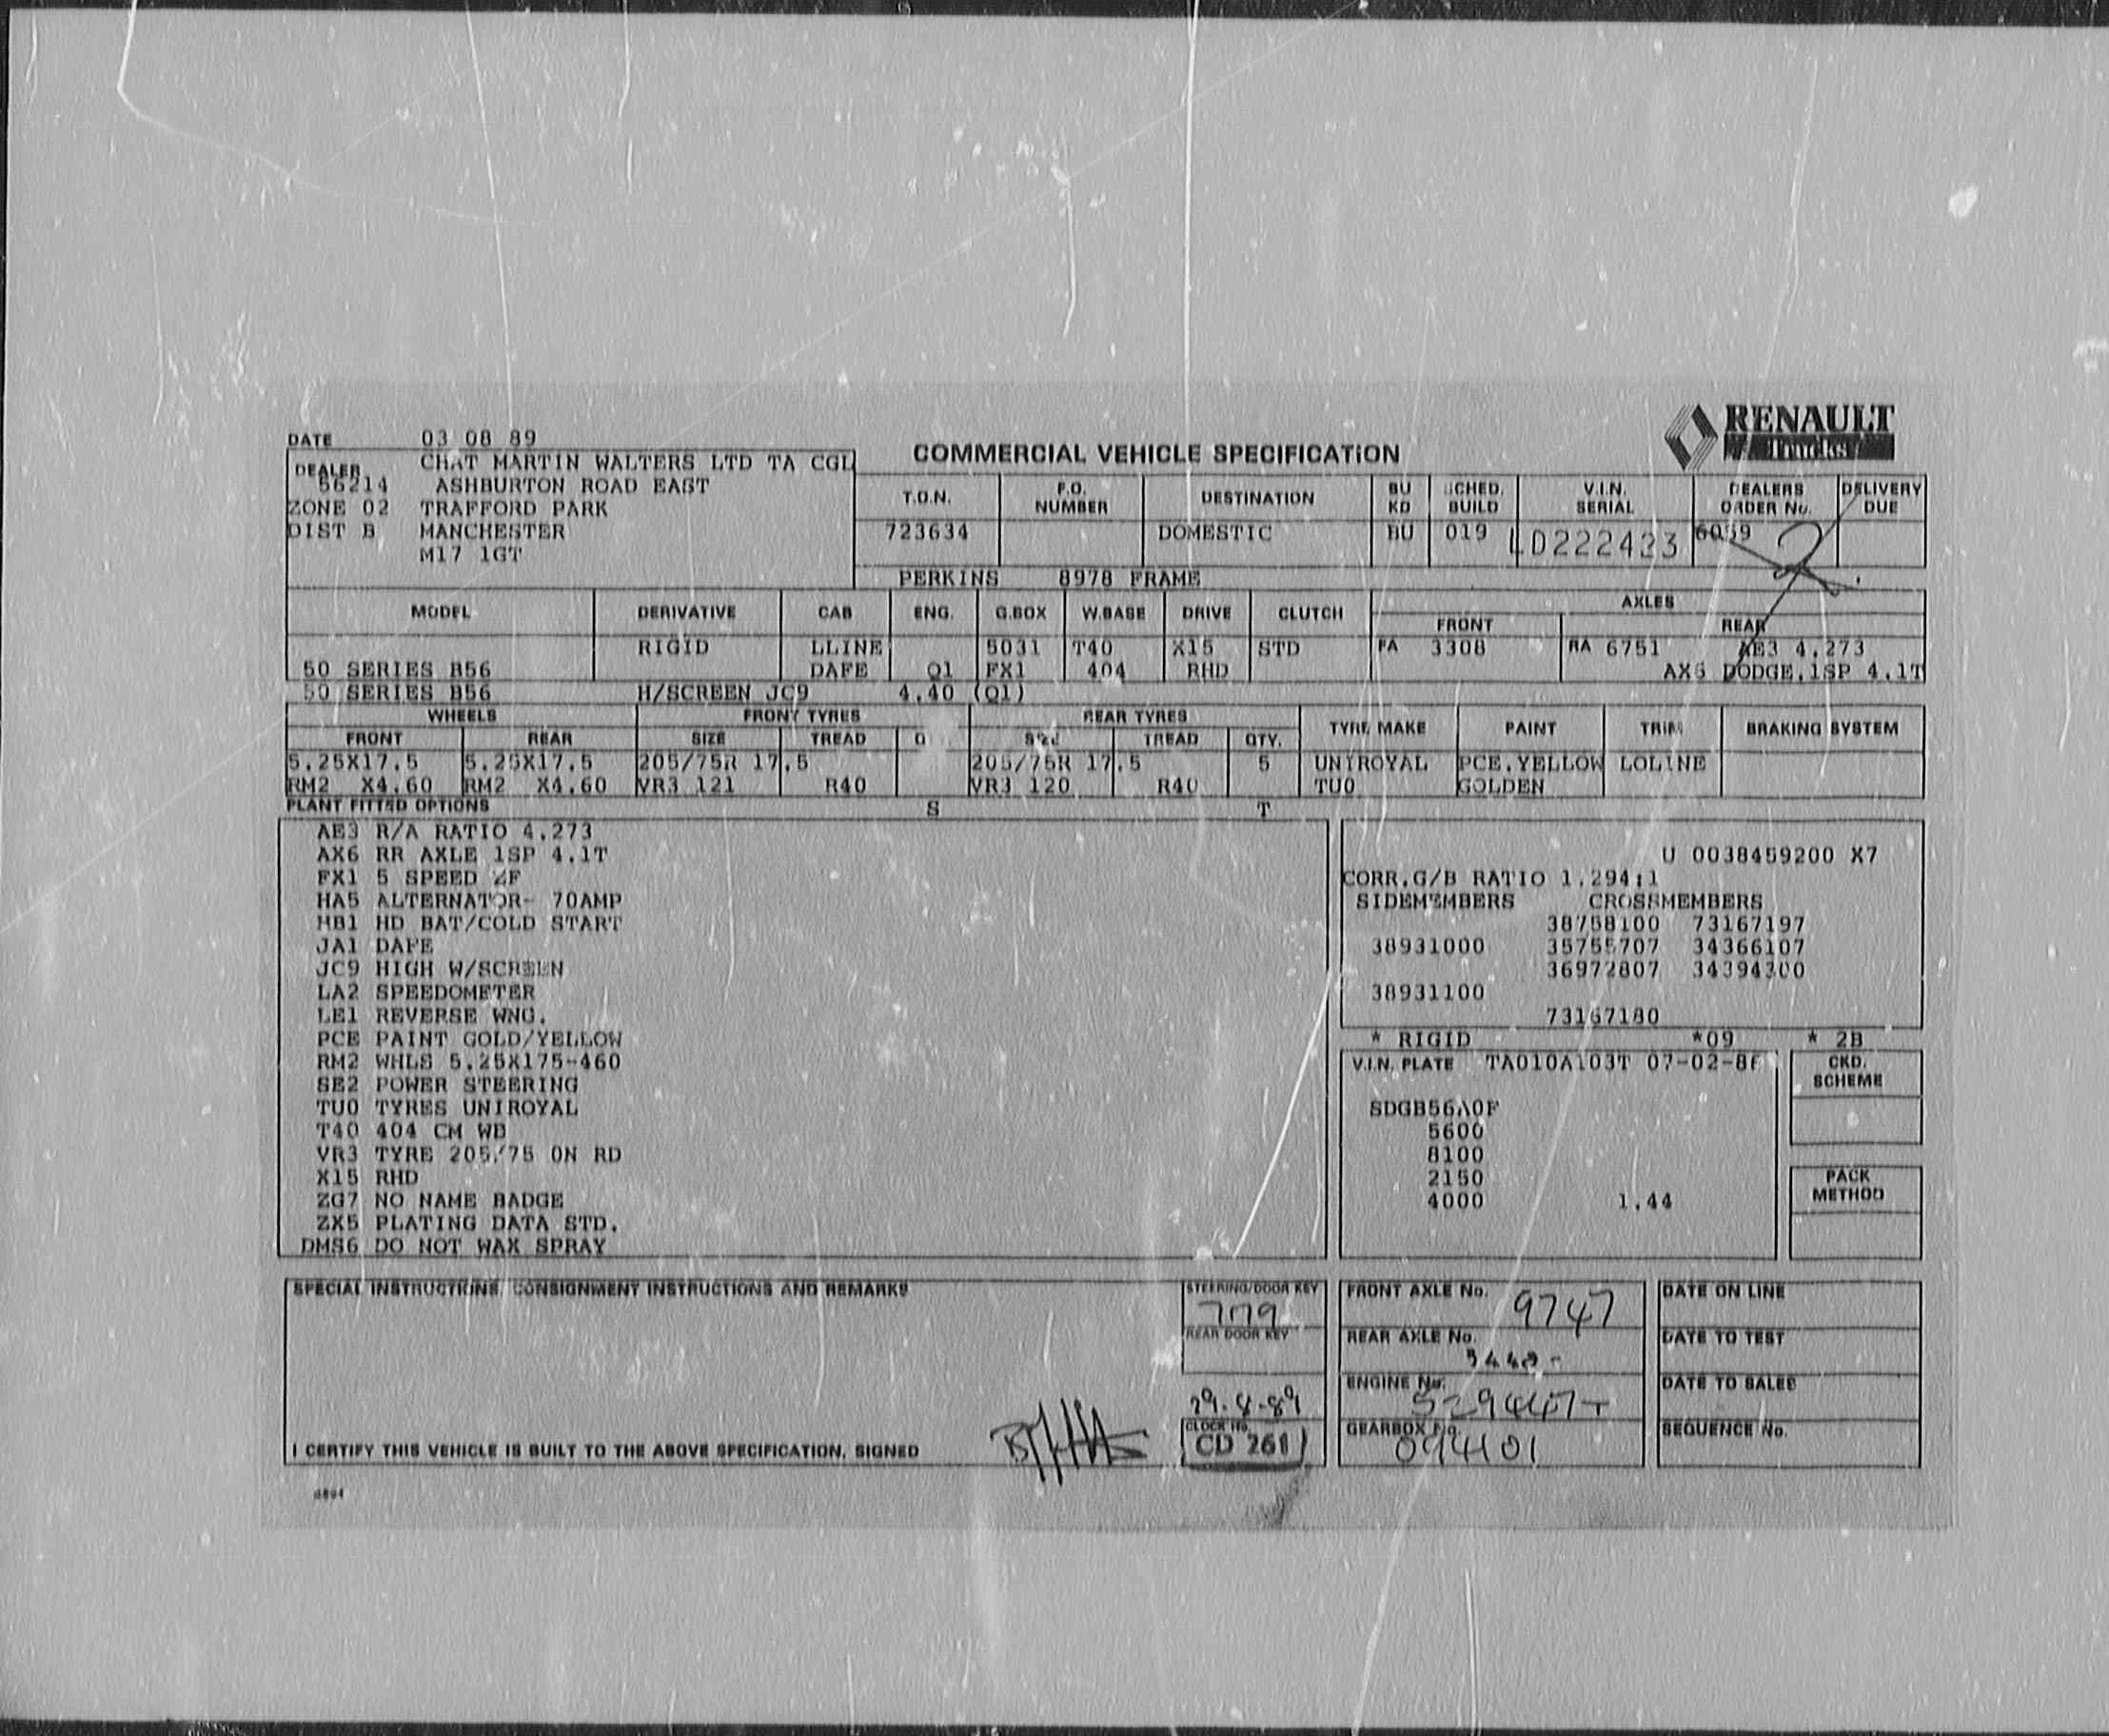 RENAULT
Trucks
DATE 03 08 89
COMMERCIAL VEHICLE SPECIFICATION
DEALER CHAT MARTIN WALTERS LTD TA CGL
56214 ASHBURTON ROAD EAST
ZONE 02 TRAFFORD PARK
DIST B MANCHESTER
M17 1GT
T.O.N. F.O. NUMBER DESTINATION BU KD SCHED. BUILD V.I.N. SERIAL DEALERS ORDER No. DELIVERY DUE
723634 DOMESTIC BU 019 LD222423 6059
PERKINS 8978 FRAME
MODEL DERIVATIVE CAB ENG. G.BOX W.BASE DRIVE CLUTCH AXLES
FRONT REAR
RIGID LLINE 5031 T40 X15 STD FA 3308 RA 6751 AE3 4.273
50 SERIES B56 DAFE Q1 FX1 404 RHD AX6 DODGE.1SP 4.1T
50 SERIES B56 H/SCREEN JC9 4.40 (Q1)
WHEELS FRONT TYRES REAR TYRES TYRE MAKE PAINT TRIM BRAKING SYSTEM
FRONT REAR SIZE TREAD SIZE TREAD QTY.
5.25X17.5 5.25X17.5 205/75R 17.5 205/75R 17.5 5 UNIROYAL PCE.YELLOW LOLINE
RM2 X4.60 RM2 X4.60 VR3 121 R40 VR3 120 R40 TU0 GOLDEN
PLANT FITTED OPTIONS S T
AE3 R/A RATIO 4.273
AX6 RR AXLE 1SP 4.1T
FX1 5 SPEED ZF
HA5 ALTERNATOR- 70AMP
HB1 HD BAT/COLD START
JA1 DAFE
JC9 HIGH W/SCREEN
LA2 SPEEDOMETER
LE1 REVERSE WNG.
PCE PAINT GOLD/YELLOW
RM2 WHLS 5.25X175-460
SE2 POWER STEERING
TU0 TYRES UNIROYAL
T40 404 CM WB
VR3 TYRE 205/75 ON RD
X15 RHD
ZG7 NO NAME BADGE
ZX5 PLATING DATA STD.
DMS6 DO NOT WAX SPRAY
U 0038459200 X7
CORR.G/B RATIO 1.294:1
SIDEMEMBERS CROSSMEMBERS
38758100 73167197
38931000 35755707 34366107
36972807 34394300
38931100
73167180
* RIGID *09 * 2B
V.I.N. PLATE TA010A103T 07-02-86
SDGB56A0F
5600
8100
2150
4000 1.44
CKD. SCHEME
PACK METHOD
SPECIAL INSTRUCTIONS, CONSIGNMENT INSTRUCTIONS AND REMARKS
I CERTIFY THIS VEHICLE IS BUILT TO THE ABOVE SPECIFICATION, SIGNED
STEERING/DOOR KEY
REAR DOOR KEY
29.8.89
CLOCK No.
CD 261
FRONT AXLE No. 9747
REAR AXLE No.
ENGINE No.
GEARBOX No. 094101
DATE ON LINE
DATE TO TEST
DATE TO SALES
SEQUENCE No.